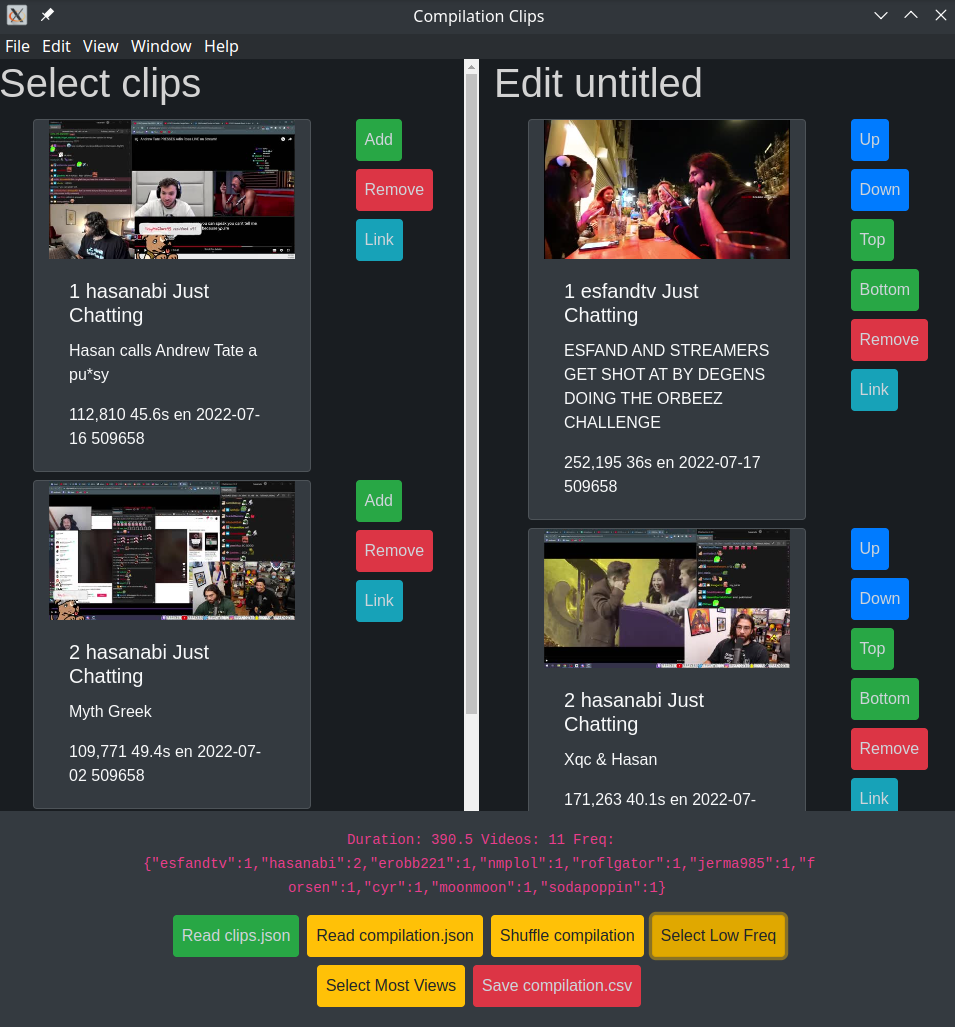 Compilation Clips
File Edit View Window Help
Select clips
Add
Remove
Link
1 hasanabi Just
Chatting
Hasan calls Andrew Tate a
pu*sy
112,810 45.6s en 2022-07-
16 509658
Add
Remove
Link
2 hasanabi Just
Chatting
Myth Greek
109,771 49.4s en 2022-07-
02 509658
Edit untitled
Up
Down
Top
Bottom
Remove
Link
1 esfandtv Just
Chatting
ESFAND AND STREAMERS
GET SHOT AT BY DEGENS
DOING THE ORBEEZ
CHALLENGE
252,195 36s en 2022-07-17
509658
Up
Down
Top
Bottom
Remove
Link
2 hasanabi Just
Chatting
Xqc & Hasan
171,263 40.1s en 2022-07-
Duration: 390.5 Videos: 11 Freq:
{"esfandtv":1,"hasanabi":2,"erobb221":1,"nmplol":1,"roflgator":1,"jerma985":1,"f
orsen":1,"cyr":1,"moonmoon":1,"sodapoppin":1}
Read clips.json
Read compilation.json
Shuffle compilation
Select Low Freq
Select Most Views
Save compilation.csv